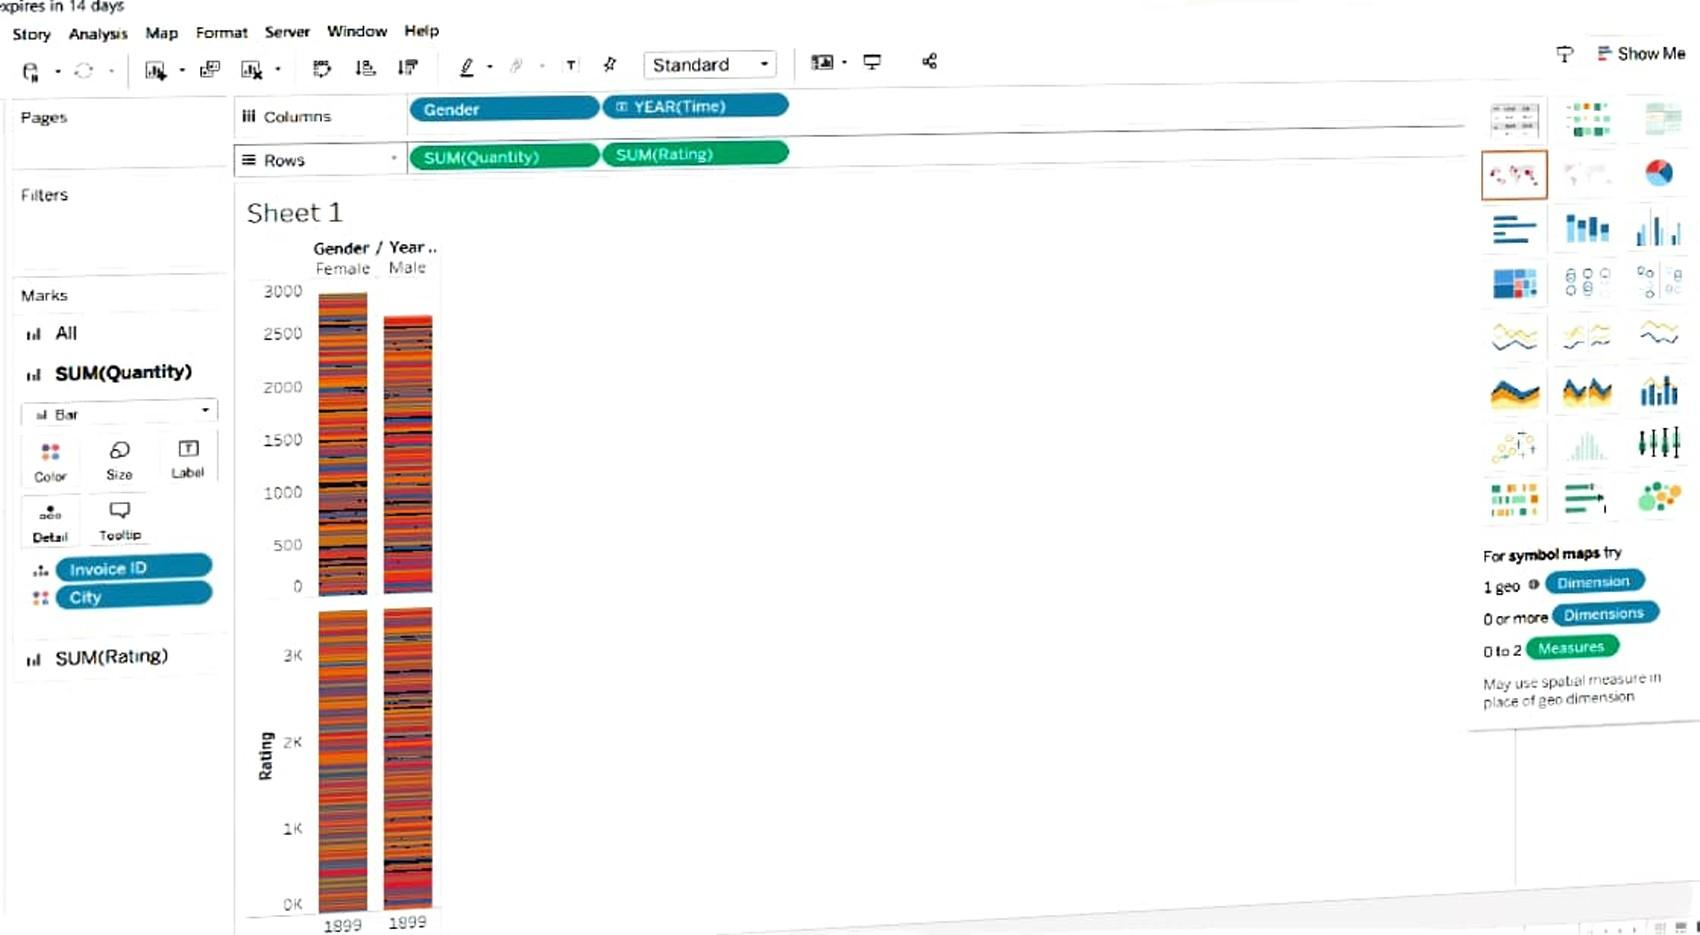 expires in 14 days
Story Analysis Map Format Server Window Help
Standard
Show Me
Pages
Columns
Gender
YEAR(Time)
Rows
SUM(Quantity)
SUM(Rating)
Filters
Sheet 1
Gender / Year ..
Female Male
Marks
All
SUM(Quantity)
Bar
Color
Size
Label
Detail
Tooltip
Invoice ID
City
SUM(Rating)
3000
2500
2000
1500
1000
500
0
Rating
3K
2K
1K
0K
1899 1899
For symbol maps try
1 geo Dimension
0 or more Dimensions
0 to 2 Measures
May use spatial measure in
place of geo dimension